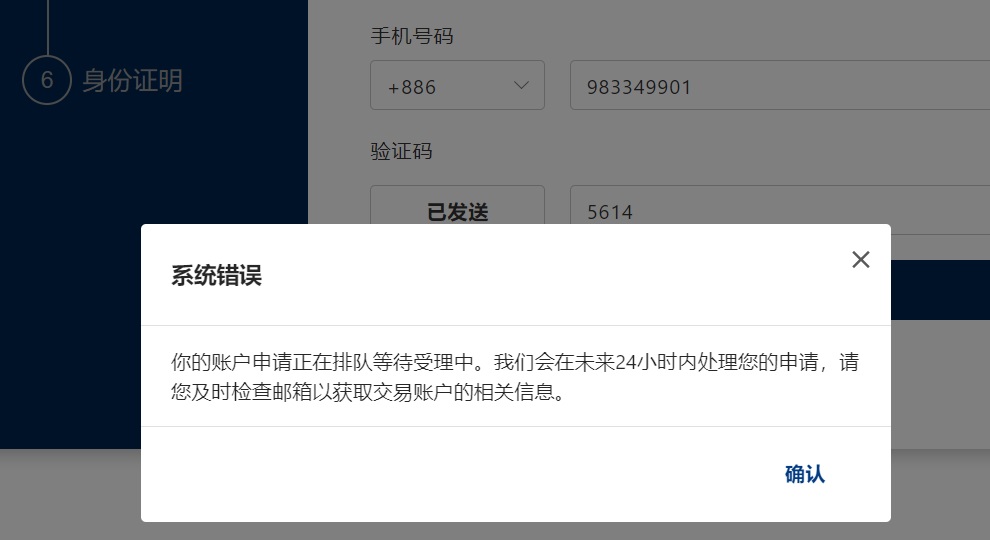 手机号码
6 身份证明
+886 983349901
验证码
已发送 5614
系统错误
你的账户申请正在排队等待受理中。我们会在未来24小时内处理您的申请，请
您及时检查邮箱以获取交易账户的相关信息。
确认